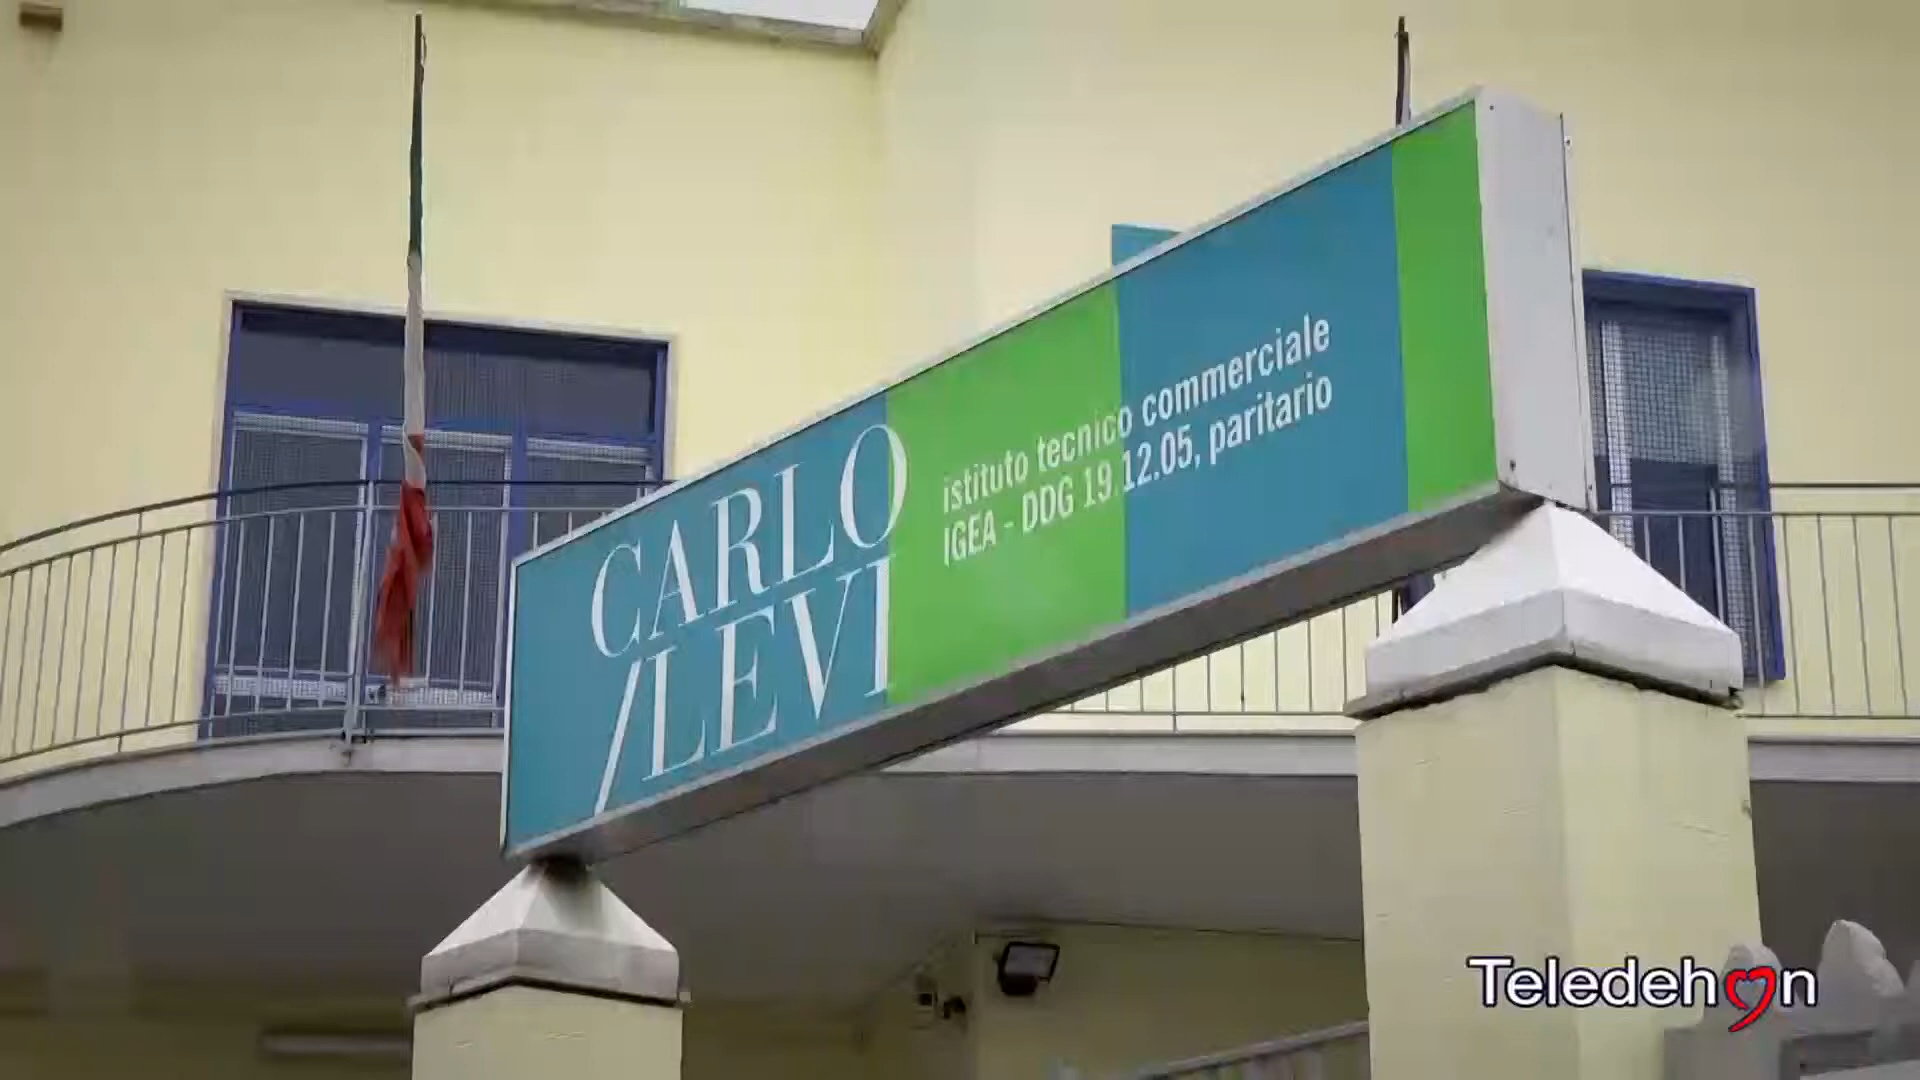 CARLO
/LEVI
istituto tecnico commerciale
IGEA - DDG 19.12.05, paritario
Teledehon